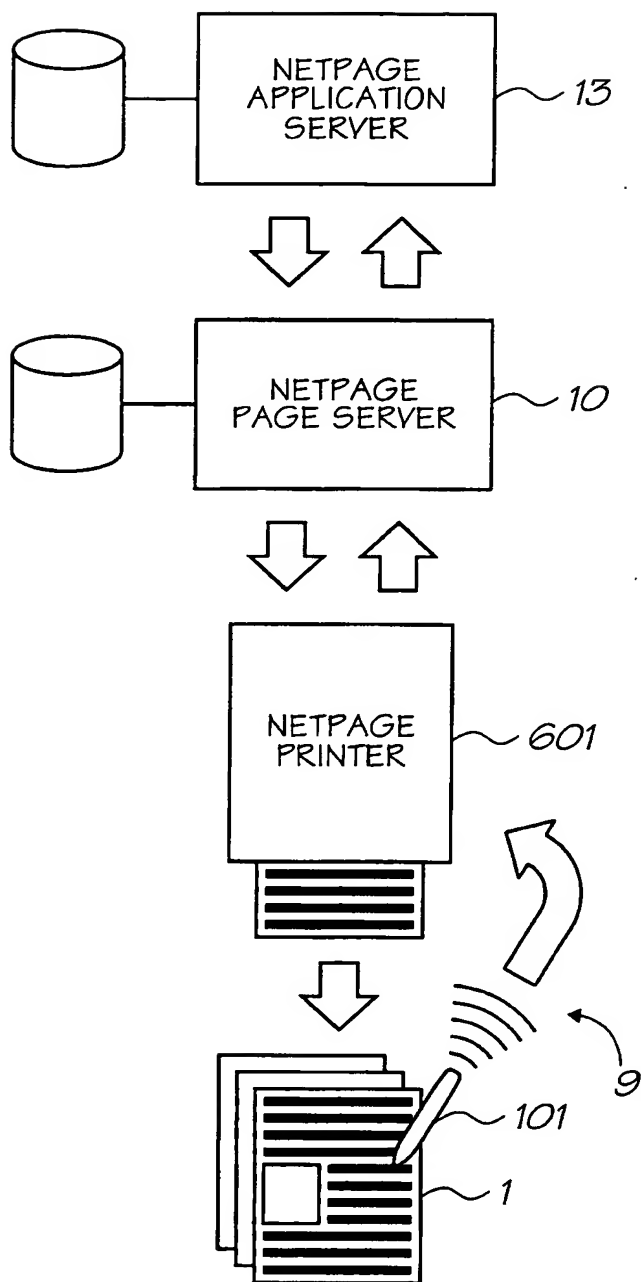 NETPAGE
APPLICATION
SERVER
13
NETPAGE
PAGE SERVER
10
NETPAGE
PRINTER
601
9
101
1